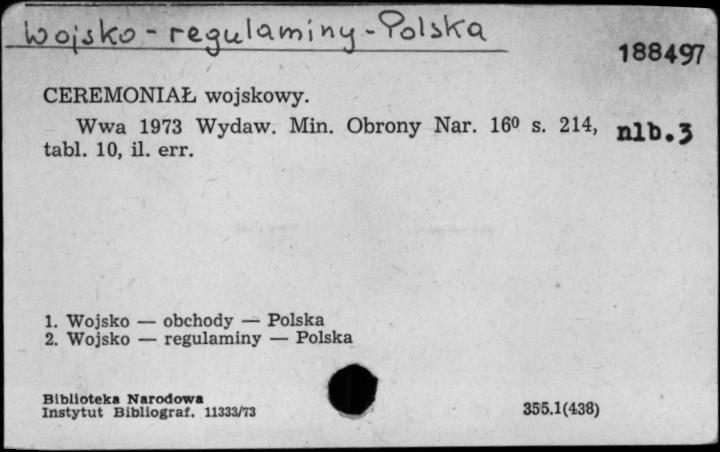 Wojsko - regulaminy - Polska
188497
CEREMONIAŁ wojskowy.
Wwa 1973 Wydaw. Min. Obrony Nar. 16⁰ s. 214, nlb. 3
tabl. 10, il. err.
1. Wojsko — obchody — Polska
2. Wojsko — regulaminy — Polska
Biblioteka Narodowa
Instytut Bibliograf. 11333/73
355.1(438)